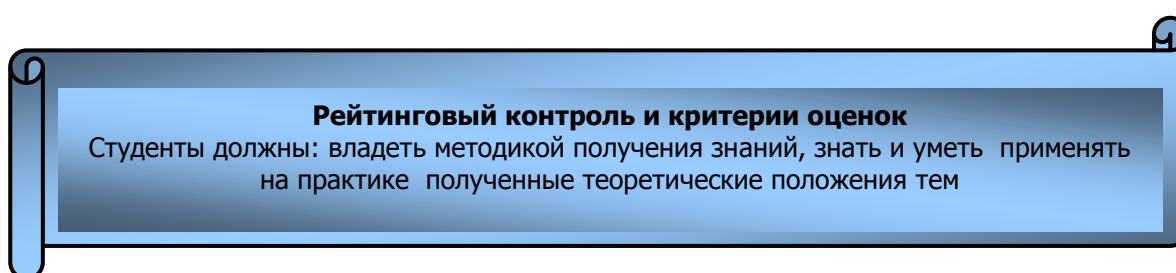 Рейтинговый контроль и критерии оценок
Студенты должны: владеть методикой получения знаний, знать и уметь применять
на практике полученные теоретические положения тем